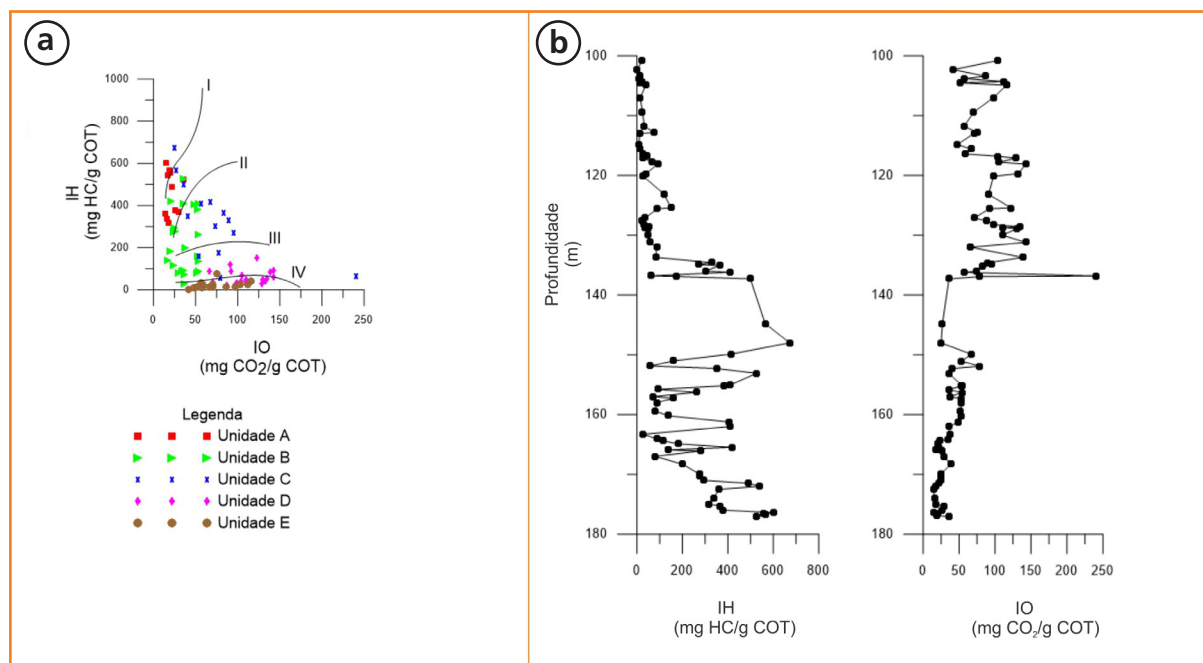 a
1000
800
600
400
200
0
IH
(mg HC/g COT)
I
II
III
IV
0 50 100 150 200 250
IO
(mg CO2/g COT)
Legenda
Unidade A
Unidade B
Unidade C
Unidade D
Unidade E
b
100
120
140
160
180
Profundidade
(m)
0 200 400 600 800
IH
(mg HC/g COT)
100
120
140
160
180
0 50 100 150 200 250
IO
(mg CO₂/g COT)